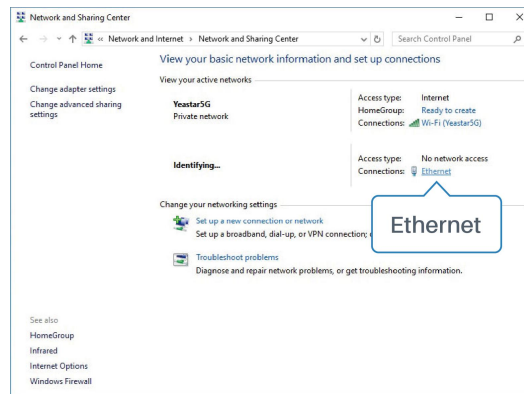 Network and Sharing Center
« Network and Internet › Network and Sharing Center
Search Control Panel
Control Panel Home
Change adapter settings
Change advanced sharing
settings
See also
HomeGroup
Infrared
Internet Options
Windows Firewall
View your basic network information and set up connections
View your active networks
Yeastar5G
Private network
Access type: Internet
HomeGroup: Ready to create
Connections: Wi-Fi (Yeastar5G)
Identifying...
Access type: No network access
Connections: Ethernet
Ethernet
Change your networking settings
Set up a new connection or network
Set up a broadband, dial-up, or VPN connection;
Troubleshoot problems
Diagnose and repair network problems, or get troubleshooting information.